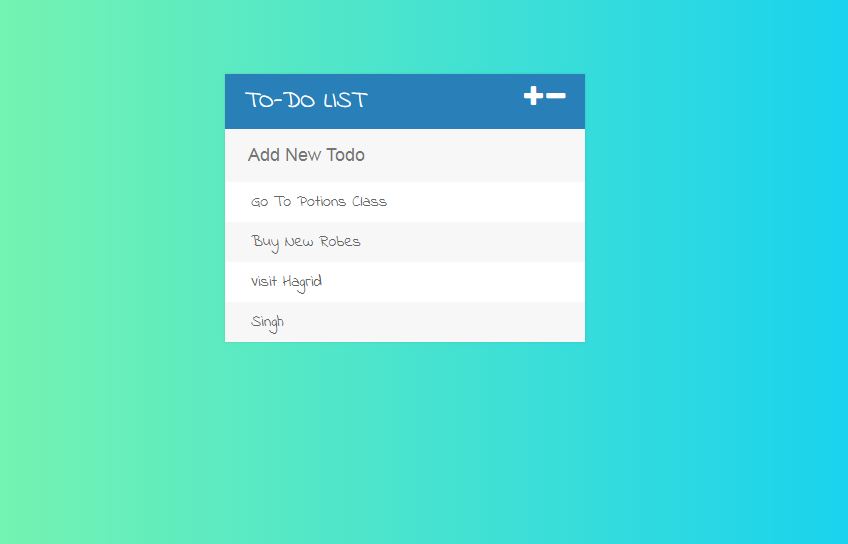 TO-DO LIST
Add New Todo
Go To Potions Class
Buy New Robes
Visit Hagrid
Singh